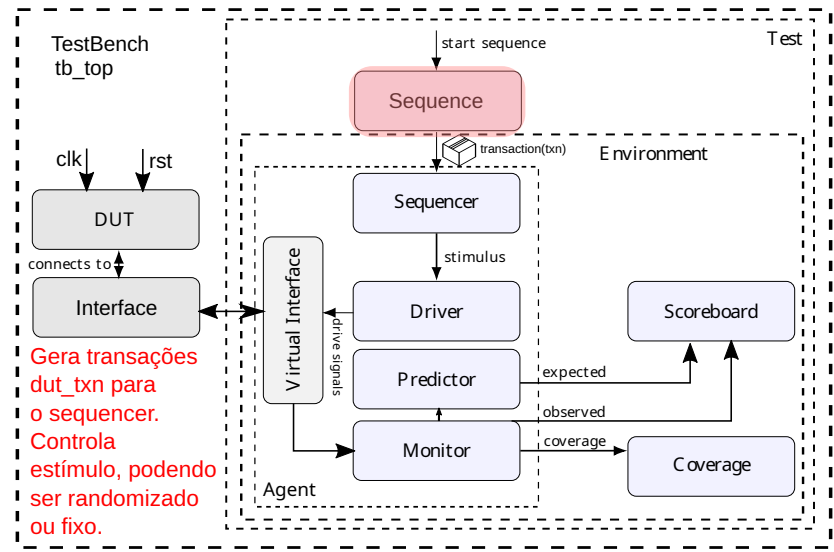 TestBench
tb_top
Test
start sequence
Sequence
transaction(txn)
Environment
clk
rst
DUT
connects to
Interface
Sequencer
stimulus
Virtual Interface
Driver
drive signals
Scoreboard
Predictor
expected
observed
Monitor
coverage
Coverage
Agent
Gera transações
dut_txn para
o sequencer.
Controla
estímulo, podendo
ser randomizado
ou fixo.